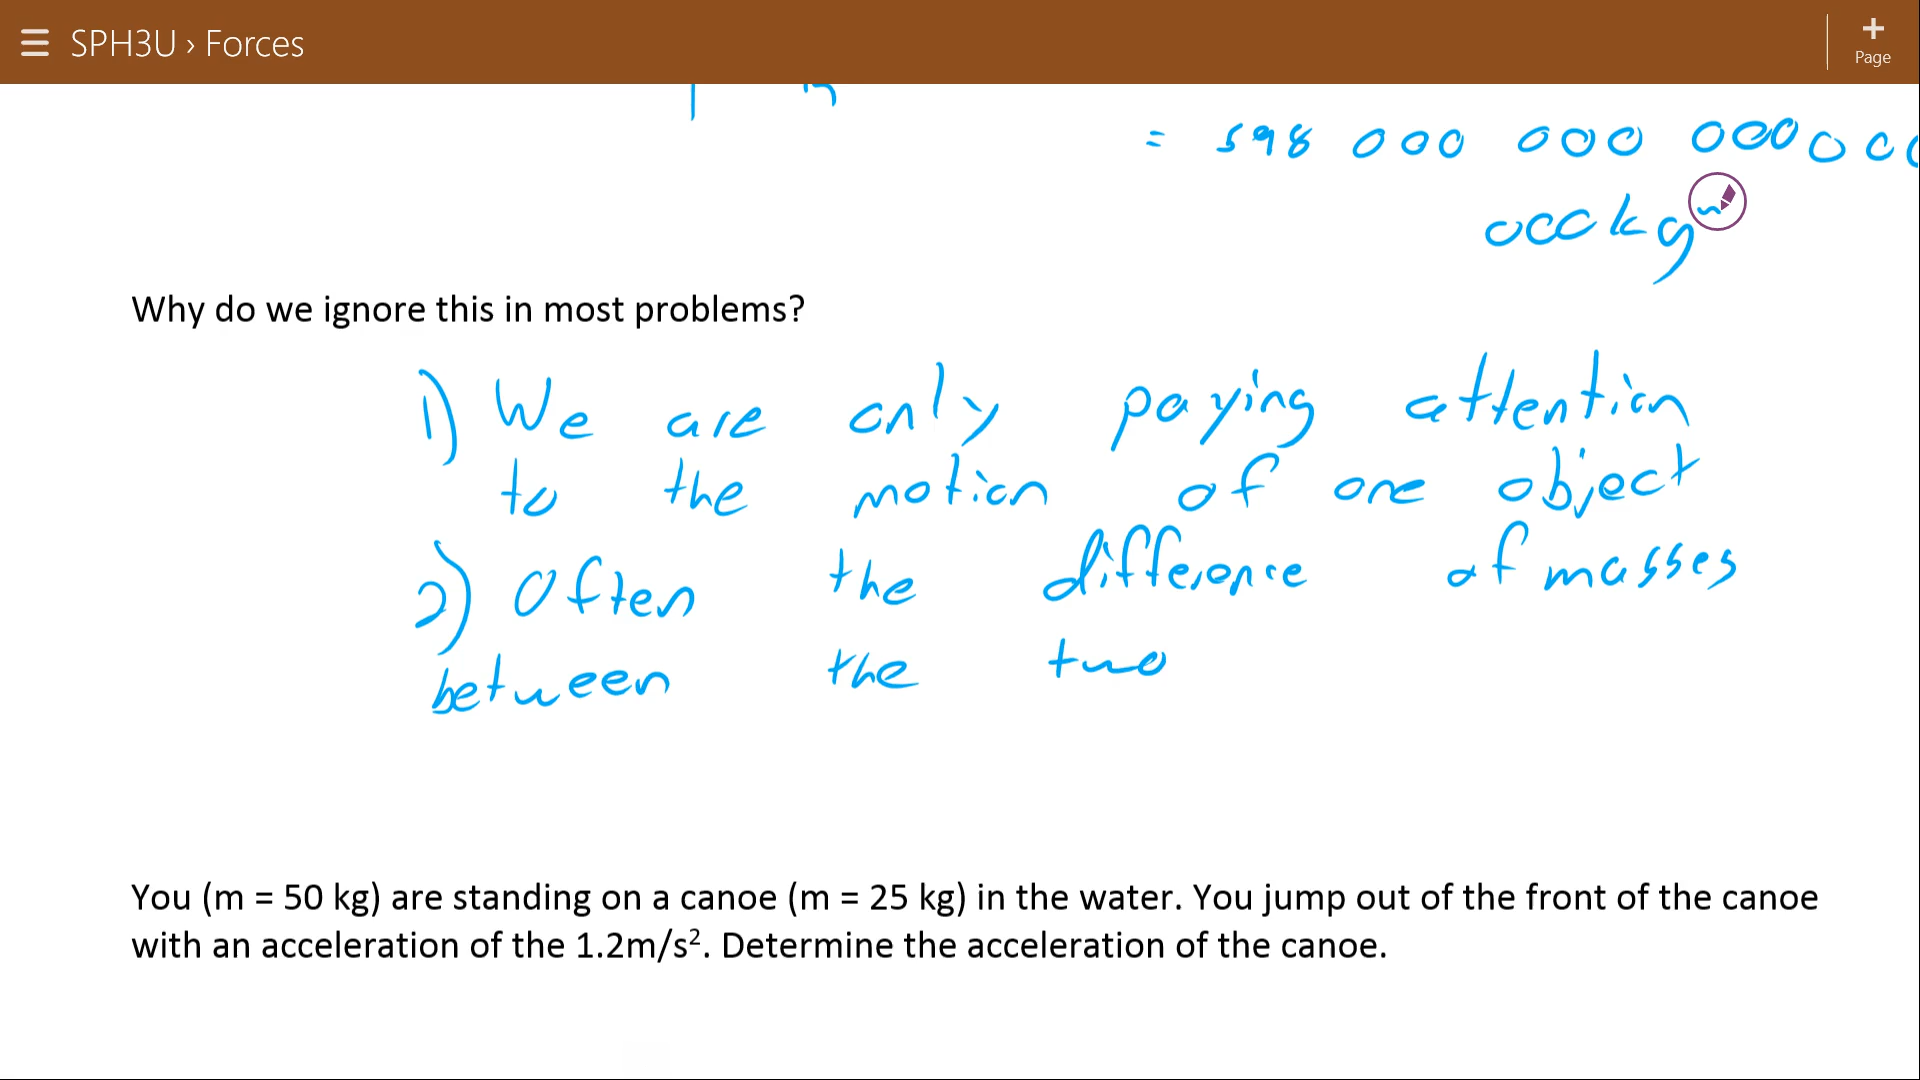 SPH3U › Forces
+
Page
= 598 000 000 000 0 0 0
000 kg
Why do we ignore this in most problems?
1) We are only paying attention
to the motion of one object
2) Often the difference of masses
between the two
You (m = 50 kg) are standing on a canoe (m = 25 kg) in the water. You jump out of the front of the canoe
with an acceleration of the 1.2m/s². Determine the acceleration of the canoe.